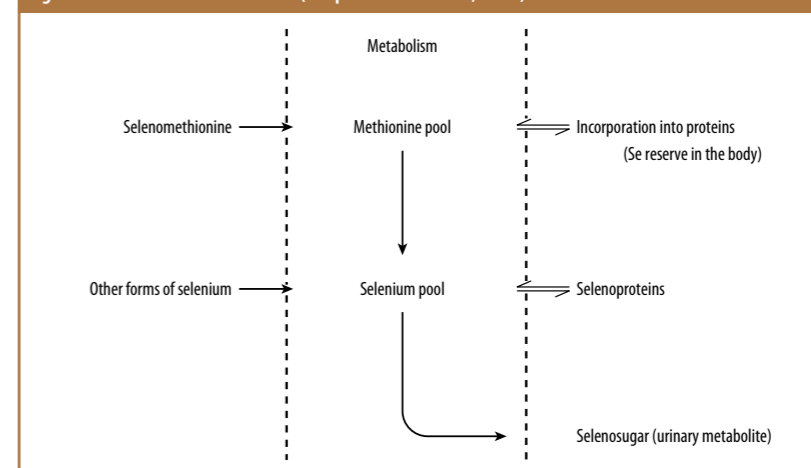 Metabolism
Selenomethionine
Methionine pool
Incorporation into proteins
(Se reserve in the body)
Other forms of selenium
Selenium pool
Selenoproteins
Selenosugar (urinary metabolite)